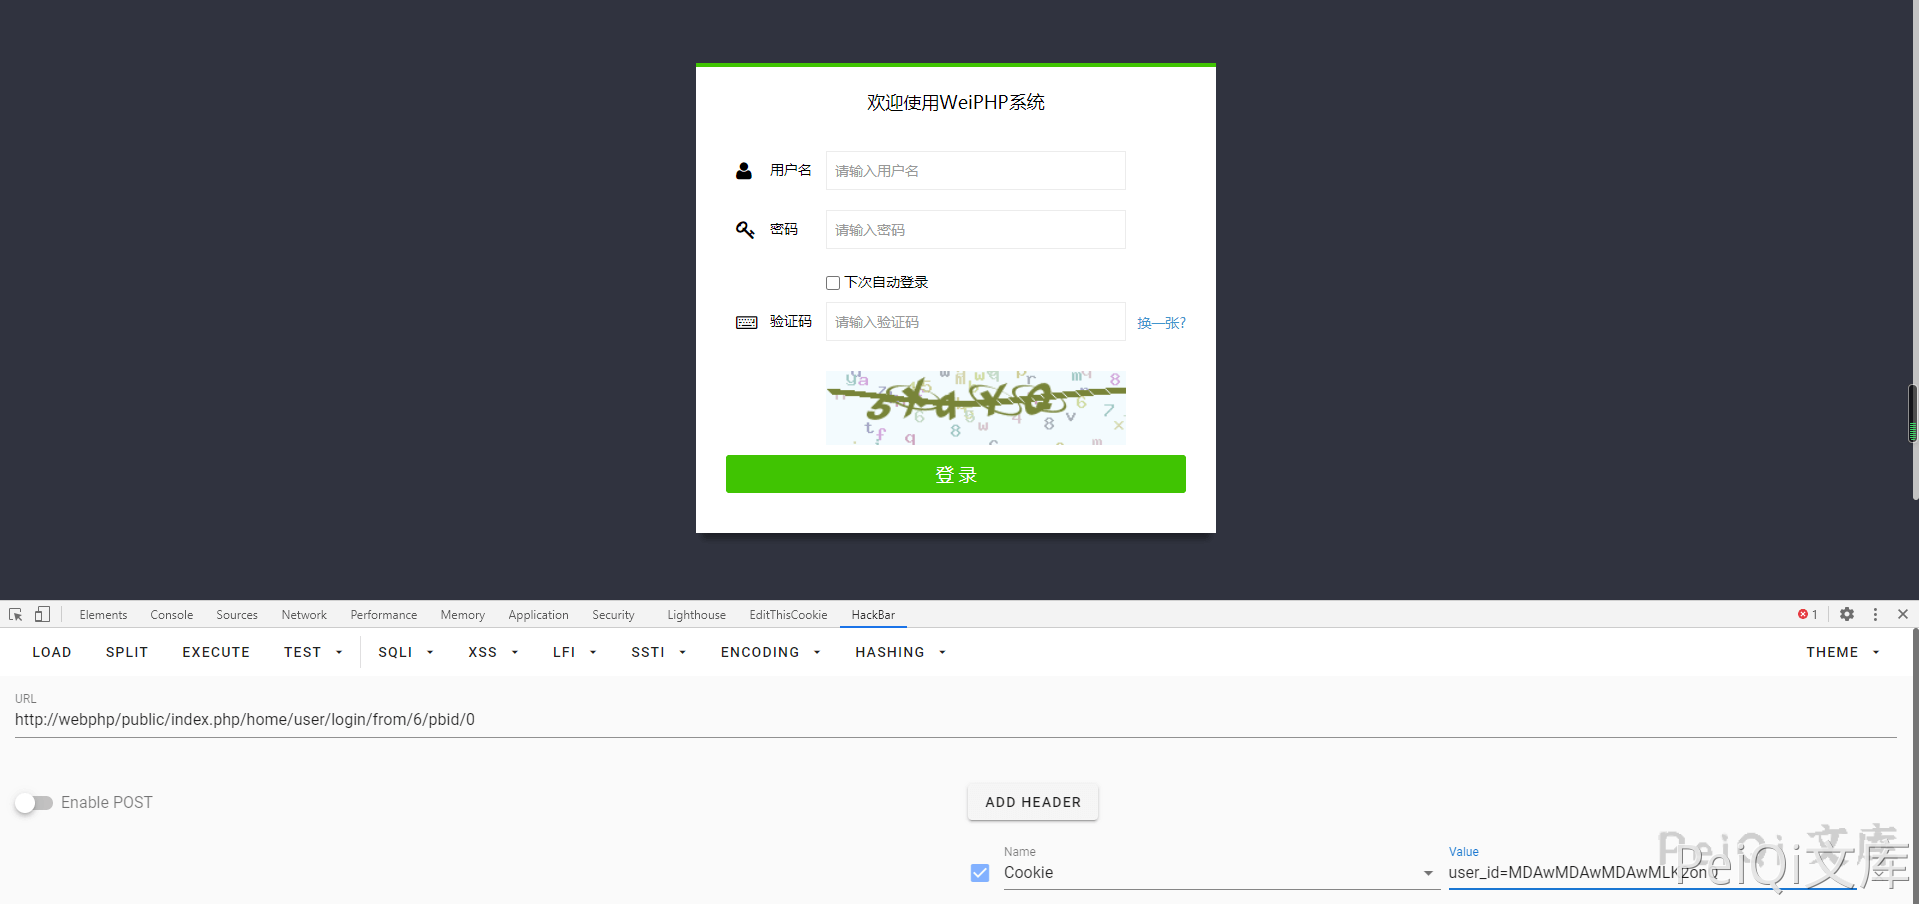 欢迎使用WeiPHP系统
用户名 请输入用户名
密码 请输入密码
下次自动登录
验证码 请输入验证码 换一张?
登 录
Elements Console Sources Network Performance Memory Application Security Lighthouse EditThisCookie HackBar 1
LOAD SPLIT EXECUTE TEST SQLI XSS LFI SSTI ENCODING HASHING THEME
URL
http://webphp/public/index.php/home/user/login/from/6/pbid/0
Enable POST ADD HEADER
Name Value
Cookie
PeiQi文库